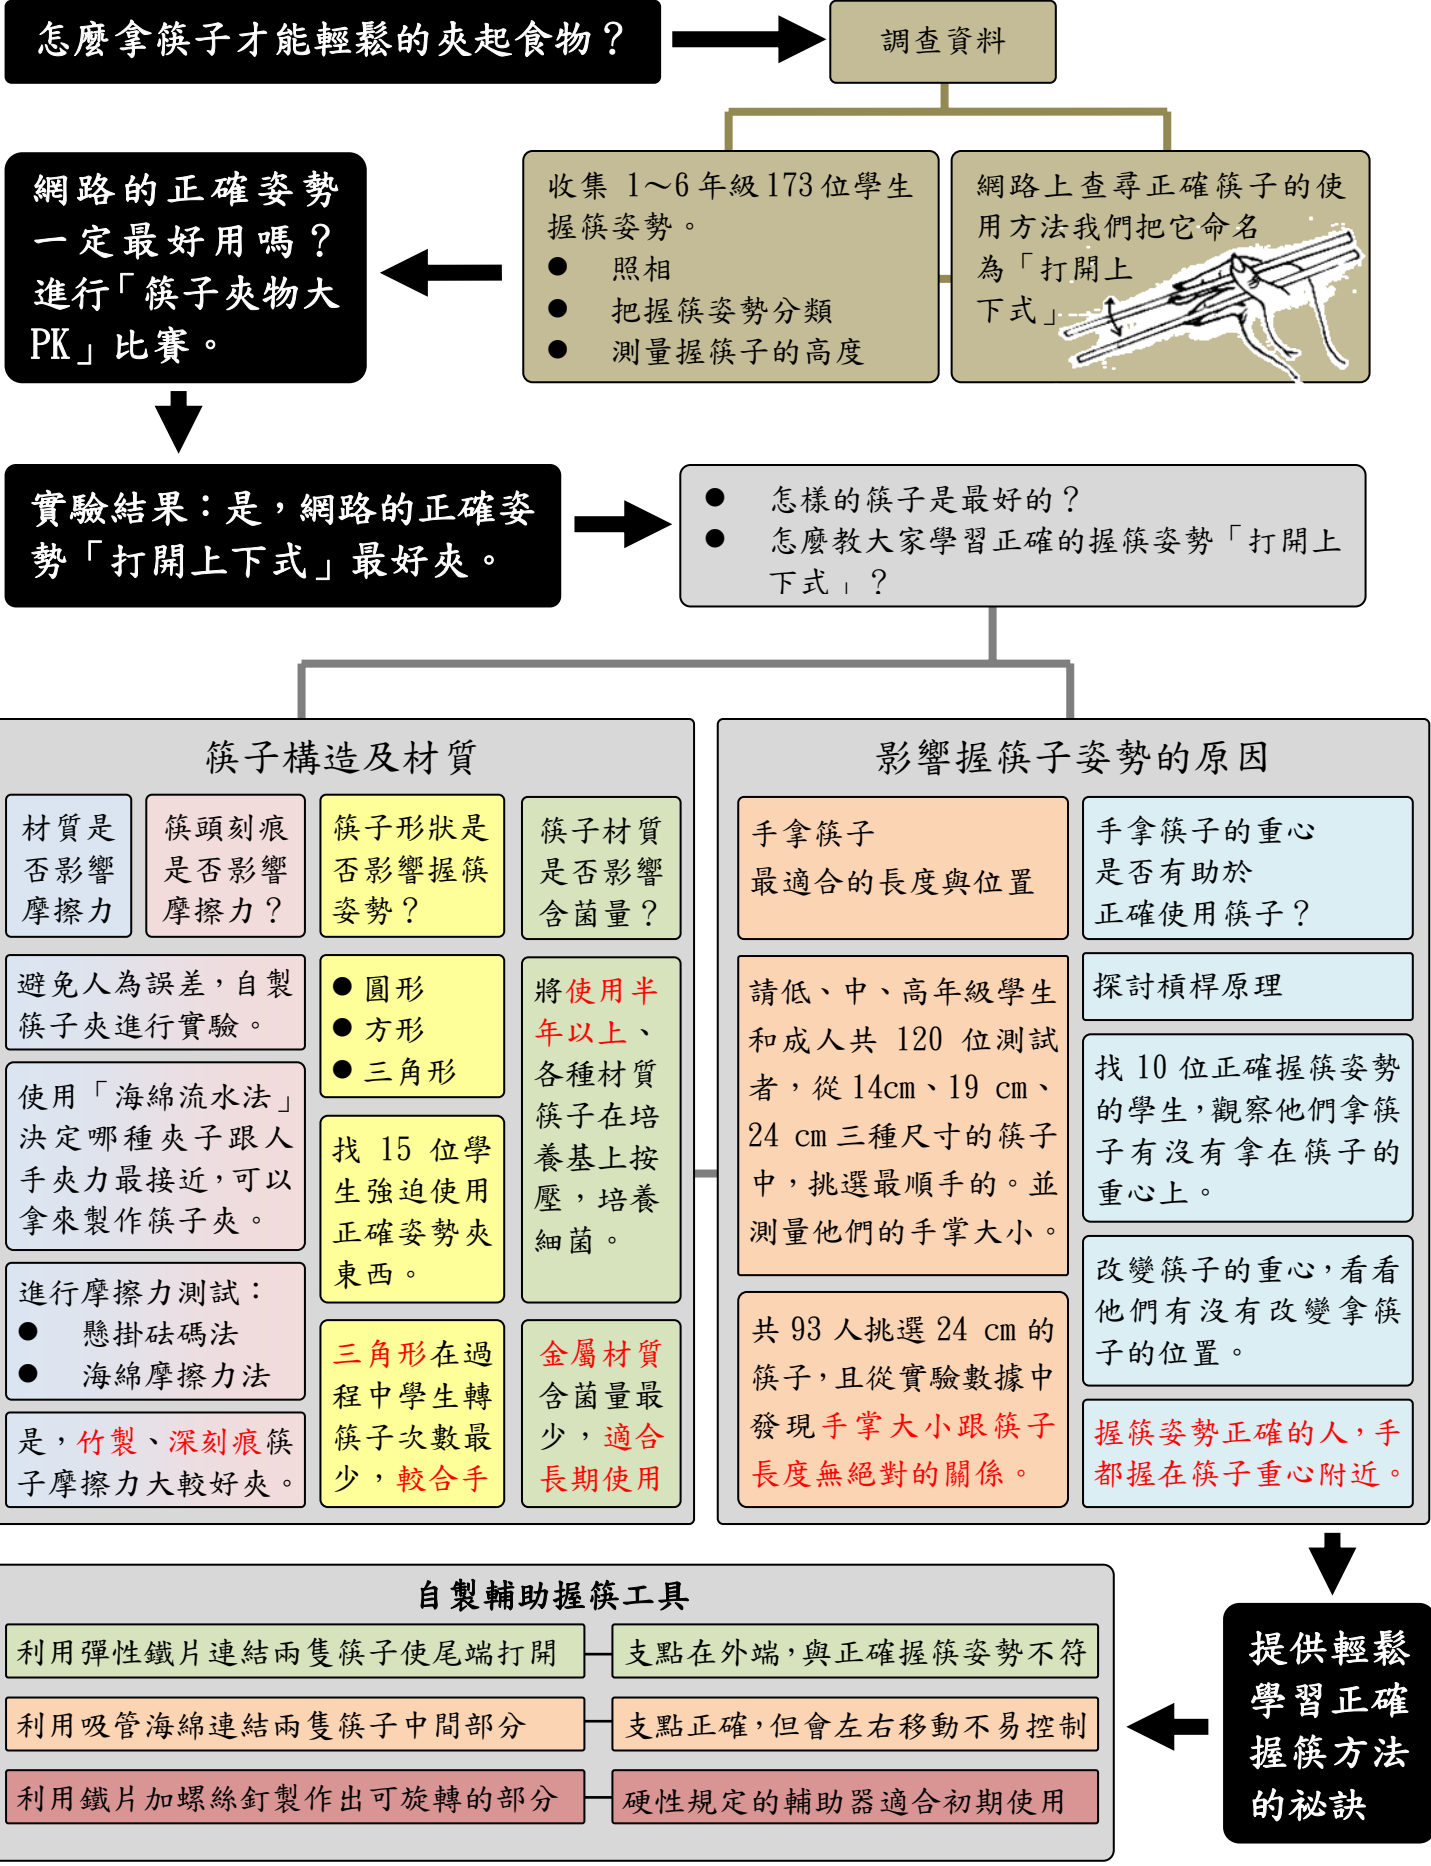 怎麼拿筷子才能輕鬆的夾起食物？
調查資料
收集 1～6年級173位學生
握筷姿勢。
● 照相
● 把握筷姿勢分類
● 測量握筷子的高度
網路上查尋正確筷子的使
用方法我們把它命名
為「打開上
下式」
網路的正確姿勢
一定最好用嗎？
進行「筷子夾物大
PK」比賽。
實驗結果：是，網路的正確姿
勢「打開上下式」最好夾。
● 怎樣的筷子是最好的？
● 怎麼教大家學習正確的握筷姿勢「打開上
下式」？
筷子構造及材質
材質是
否影響
摩擦力
筷頭刻痕
是否影響
摩擦力？
避免人為誤差，自製
筷子夾進行實驗。
使用「海綿流水法」
決定哪種夾子跟人
手夾力最接近，可以
拿來製作筷子夾。
進行摩擦力測試：
● 懸掛砝碼法
● 海綿摩擦力法
是，竹製、深刻痕筷
子摩擦力大較好夾。
筷子形狀是
否影響握筷
姿勢？
● 圓形
● 方形
● 三角形
找 15 位學
生強迫使用
正確姿勢夾
東西。
三角形在過
程中學生轉
筷子次數最
少，較合手
筷子材質
是否影響
含菌量？
將使用半
年以上、
各種材質
筷子在培
養基上按
壓，培養
細菌。
金屬材質
含菌量最
少，適合
長期使用
影響握筷子姿勢的原因
手拿筷子
最適合的長度與位置
請低、中、高年級學生
和成人共 120 位測試
者，從14cm、19 cm、
24 cm三種尺寸的筷子
中，挑選最順手的。並
測量他們的手掌大小。
共93人挑選24 cm的
筷子，且從實驗數據中
發現手掌大小跟筷子
長度無絕對的關係。
手拿筷子的重心
是否有助於
正確使用筷子？
探討槓桿原理
找 10 位正確握筷姿勢
的學生，觀察他們拿筷
子有沒有拿在筷子的
重心上。
改變筷子的重心，看看
他們有沒有改變拿筷
子的位置。
握筷姿勢正確的人，手
都握在筷子重心附近。
提供輕鬆
學習正確
握筷方法
的祕訣
自製輔助握筷工具
利用彈性鐵片連結兩隻筷子使尾端打開
支點在外端，與正確握筷姿勢不符
利用吸管海綿連結兩隻筷子中間部分
支點正確，但會左右移動不易控制
利用鐵片加螺絲釘製作出可旋轉的部分
硬性規定的輔助器適合初期使用